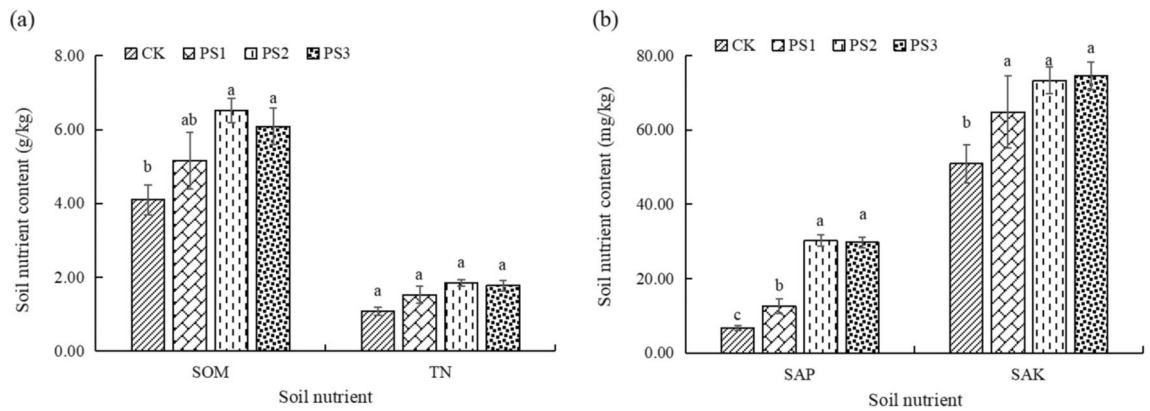 (a)
CK PS1 PS2 PS3
8.00
6.00
4.00
2.00
0.00
Soil nutrient content (g/kg)
b
ab
a
a
a
a
a
a
SOM TN
Soil nutrient
(b)
CK PS1 PS2 PS3
80.00
60.00
40.00
20.00
0.00
Soil nutrient content (mg/kg)
c
b
a
a
b
a
a
a
SAP SAK
Soil nutrient